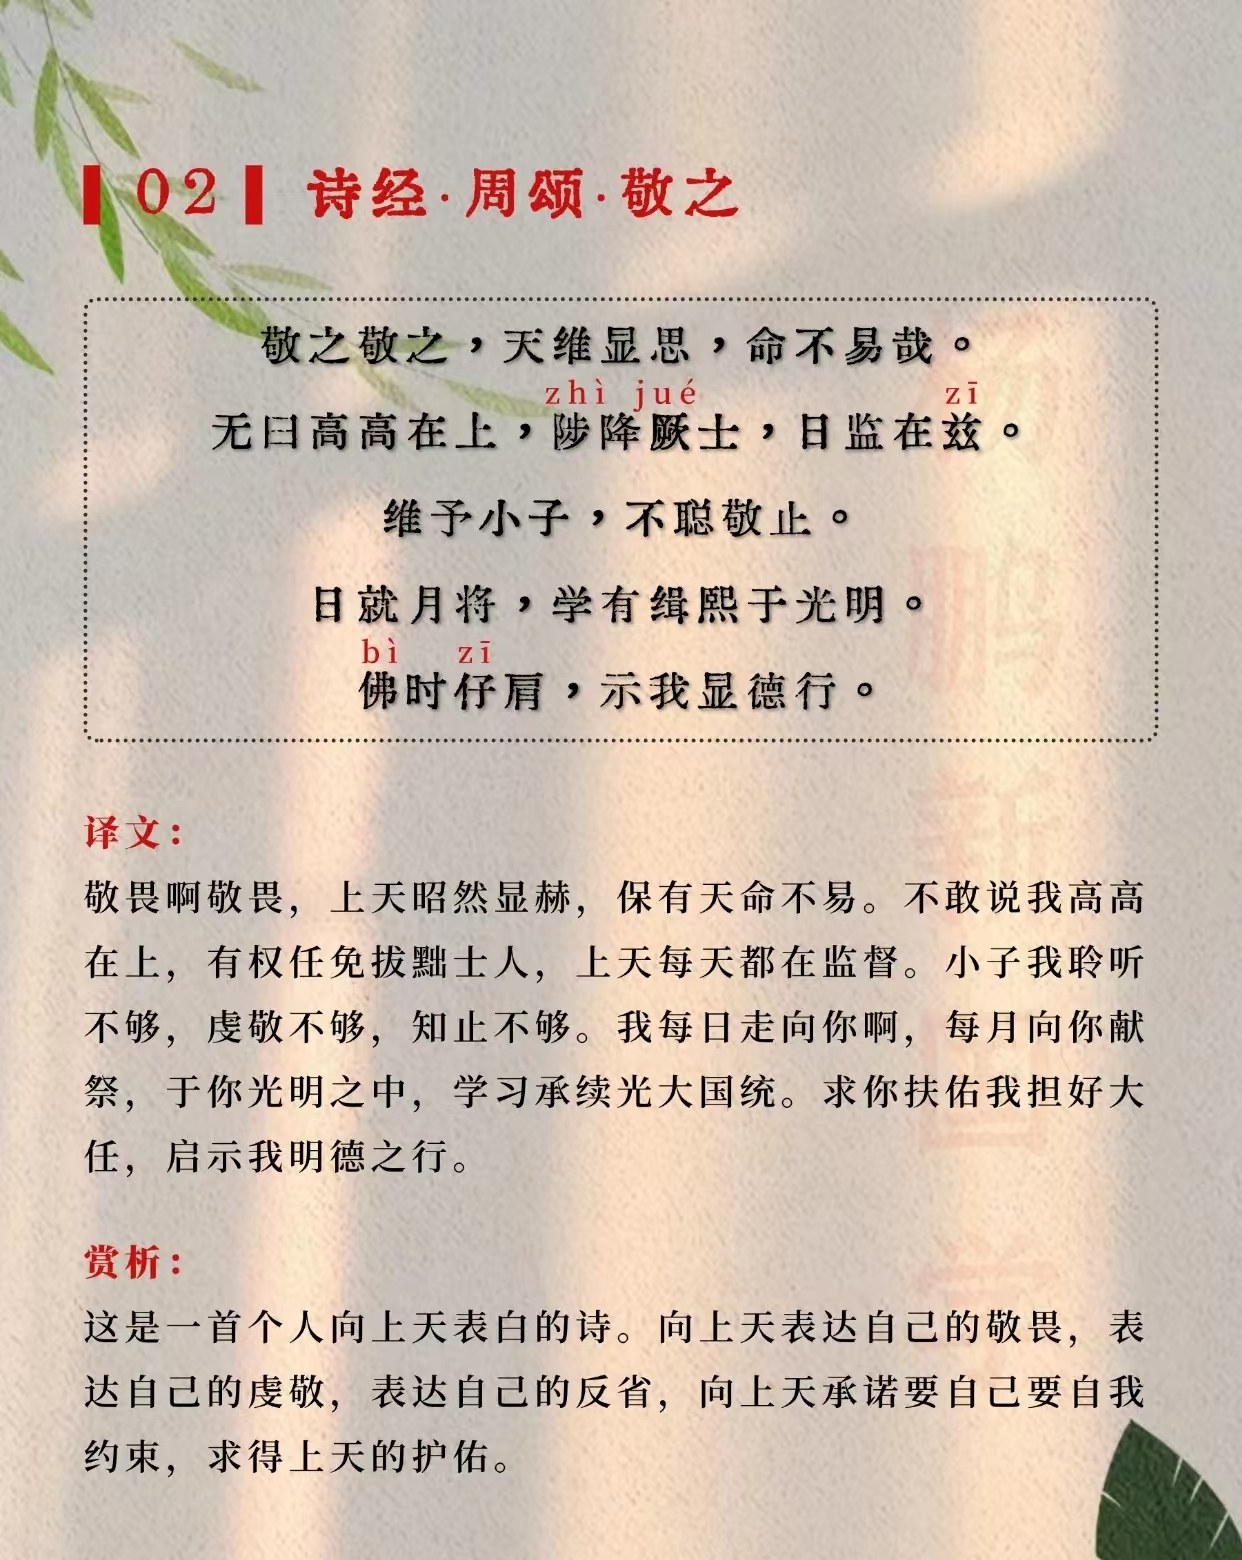 02 诗经·周颂·敬之
敬之敬之，天维显思，命不易哉。
zhì jué zī
无曰高高在上，陟降厥士，日监在兹。
维予小子，不聪敬止。
日就月将，学有缉熙于光明。
bì zī
佛时仔肩，示我显德行。
译文：
敬畏啊敬畏，上天昭然显赫，保有天命不易。不敢说我高高
在上，有权任免拔黜士人，上天每天都在监督。小子我聆听
不够，虔敬不够，知止不够。我每日走向你啊，每月向你献
祭，于你光明之中，学习承续光大国统。求你扶佑我担好大
任，启示我明德之行。
赏析：
这是一首个人向上天表白的诗。向上天表达自己的敬畏，表
达自己的虔敬，表达自己的反省，向上天承诺要自己要自我
约束，求得上天的护佑。